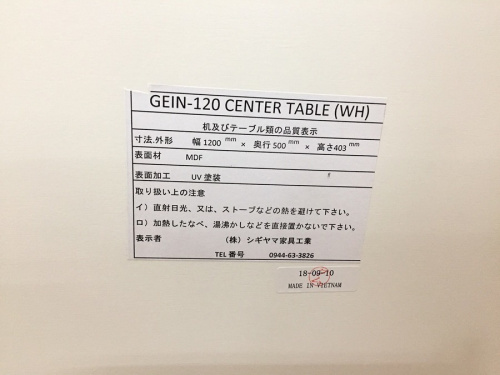 GEIN-120 CENTER TABLE (WH)
机及びテーブル類の品質表示
寸法.外形 幅1200 mm × 奥行500 mm × 高さ403 mm
表面材 MDF
表面加工 UV塗装
取り扱い上の注意
イ）直射日光、又は、ストーブなどの熱を避けて下さい。
ロ）加熱したなべ、湯沸かしなどを直接置かないで下さい。
表示者 （株）シギヤマ家具工業
TEL番号 0944-63-3826
18-09-10
MADE IN VIETNAM